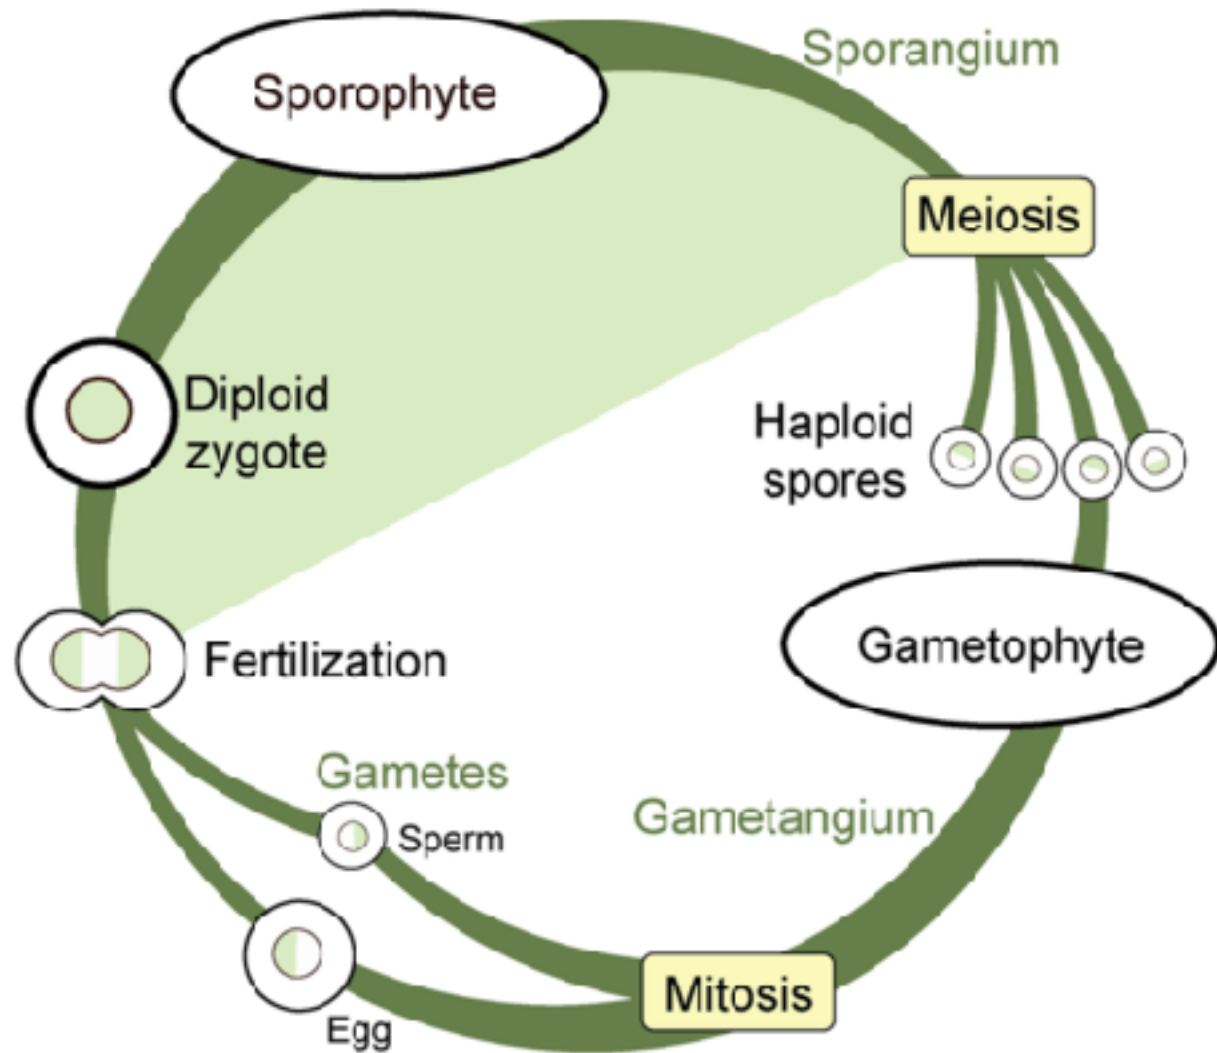 Sporangium
Sporophyte
Meiosis
Diploid
zygote
Haploid
spores
Fertilization
Gametophyte
Gametes
Gametangium
Sperm
Mitosis
Egg